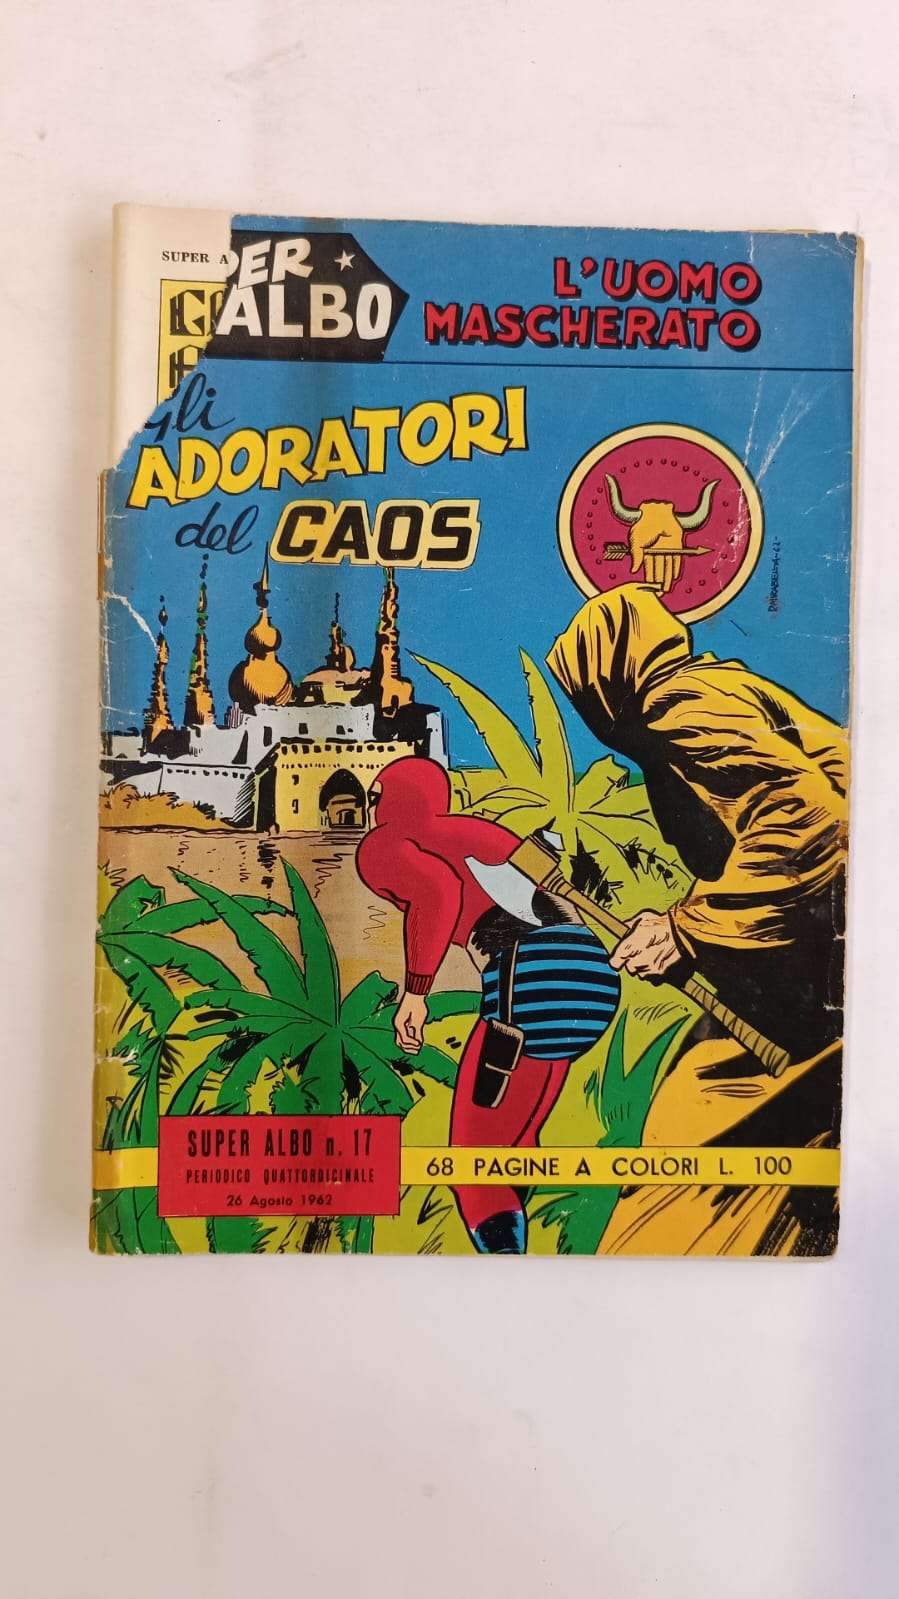 SUPER A
PER
ALBO
L'UOMO
MASCHERATO
gli
ADORATORI
del CAOS
SUPER ALBO n. 17
PERIODICO QUATTORDICINALE
26 Agosto 1962
68 PAGINE A COLORI L. 100